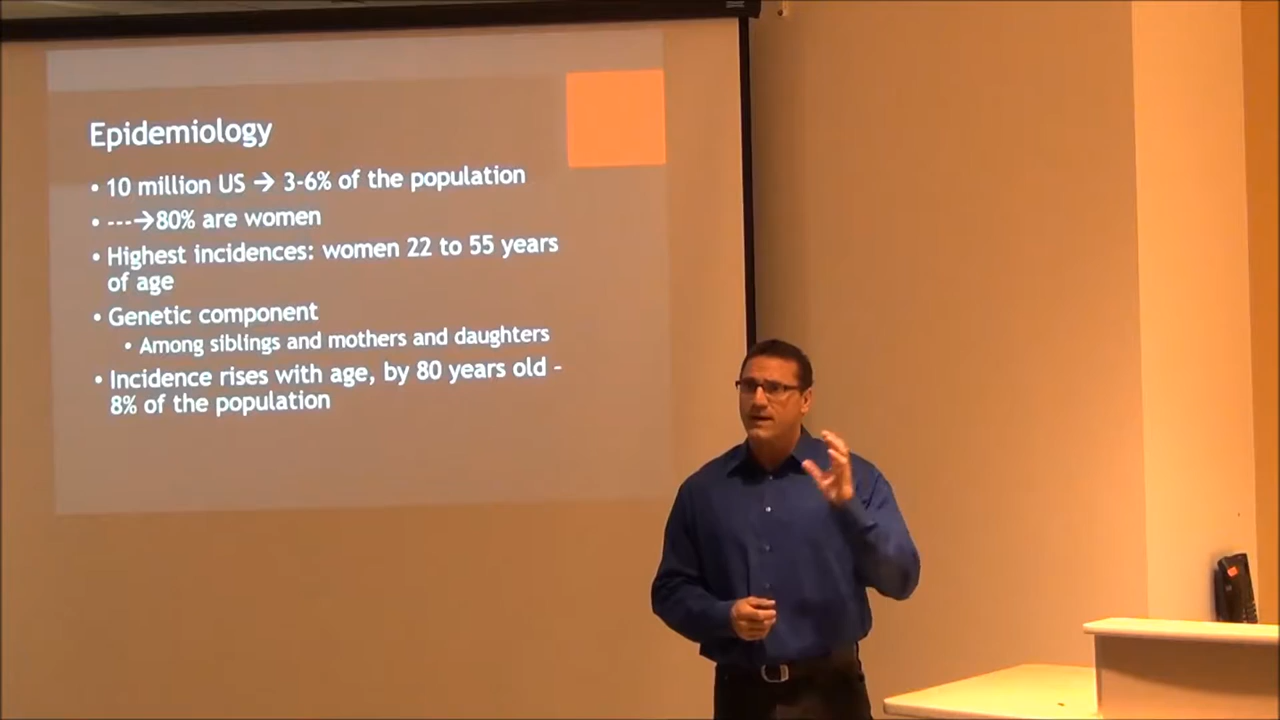 Epidemiology
• 10 million US → 3-6% of the population
• ---→80% are women
• Highest incidences: women 22 to 55 years
of age
• Genetic component
• Among siblings and mothers and daughters
• Incidence rises with age, by 80 years old –
8% of the population